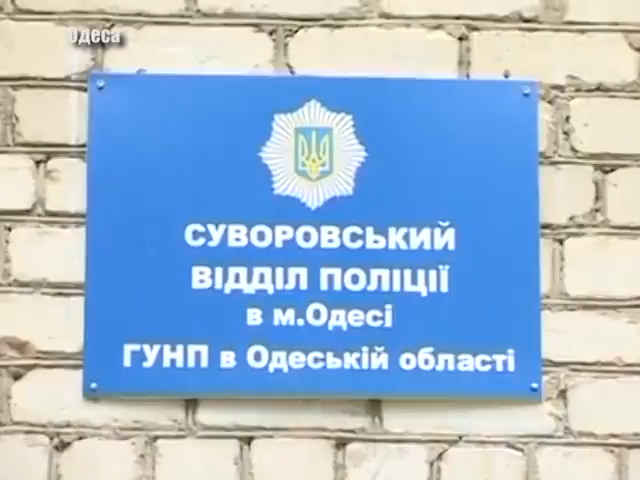 Одеса
СУВОРОВСЬКИЙ
ВІДДІЛ ПОЛІЦІЇ
в м.Одесі
ГУНП в Одеській області